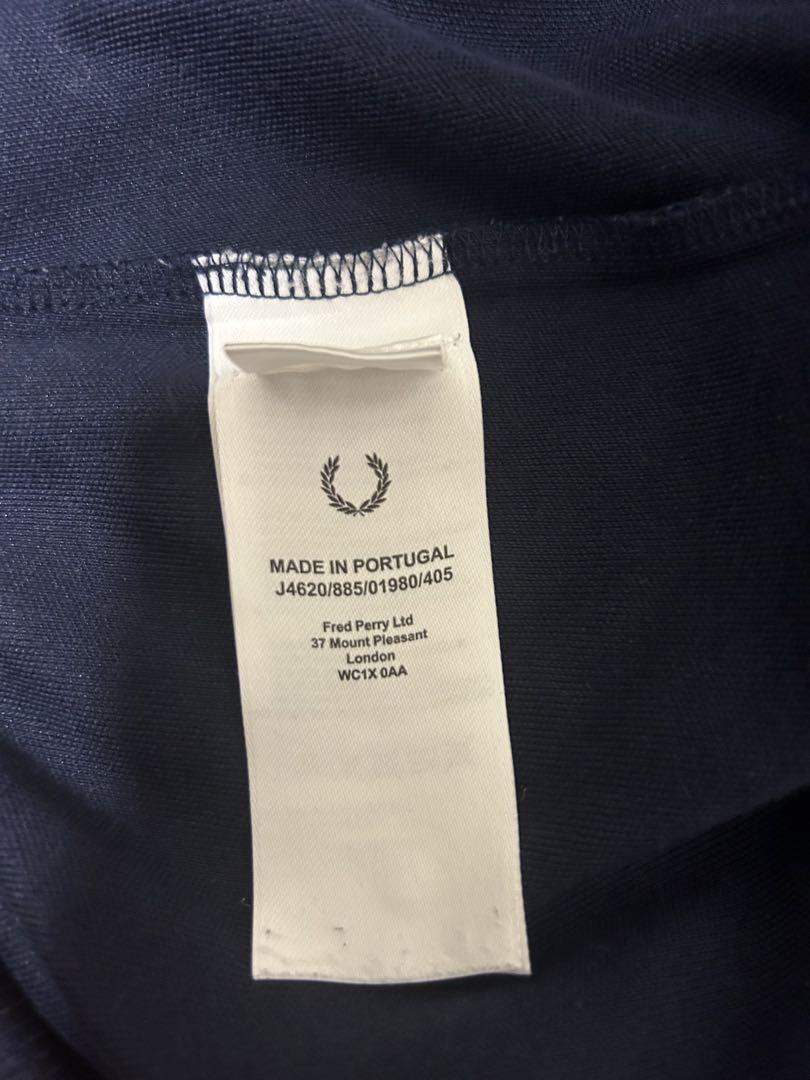 MADE IN PORTUGAL
J4620/885/01980/405
Fred Perry Ltd
37 Mount Pleasant
London
WC1X 0AA